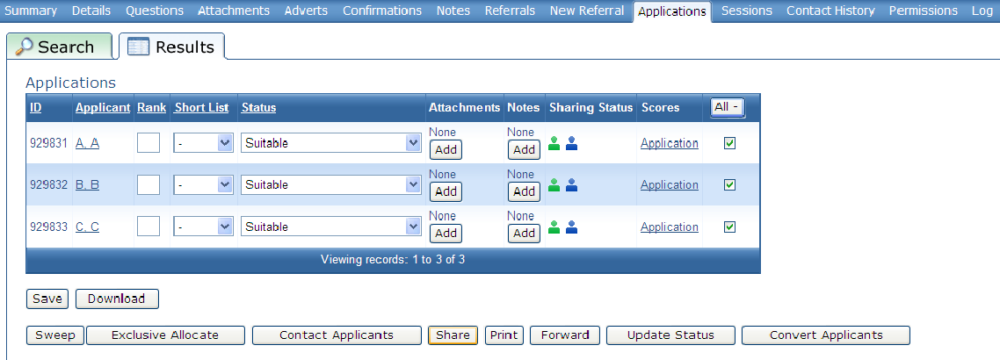 Summary Details Questions Attachments Adverts Confirmations Notes Referrals New Referral Applications Sessions Contact History Permissions Log
Search Results
Applications
ID Applicant Rank Short List Status Attachments Notes Sharing Status Scores All -
None None
929831 A, A - Suitable Application
Add Add
None None
929832 B, B - Suitable Application
Add Add
None None
929833 C, C - Suitable Application
Add Add
Viewing records: 1 to 3 of 3
Save Download
Sweep Exclusive Allocate Contact Applicants Share Print Forward Update Status Convert Applicants